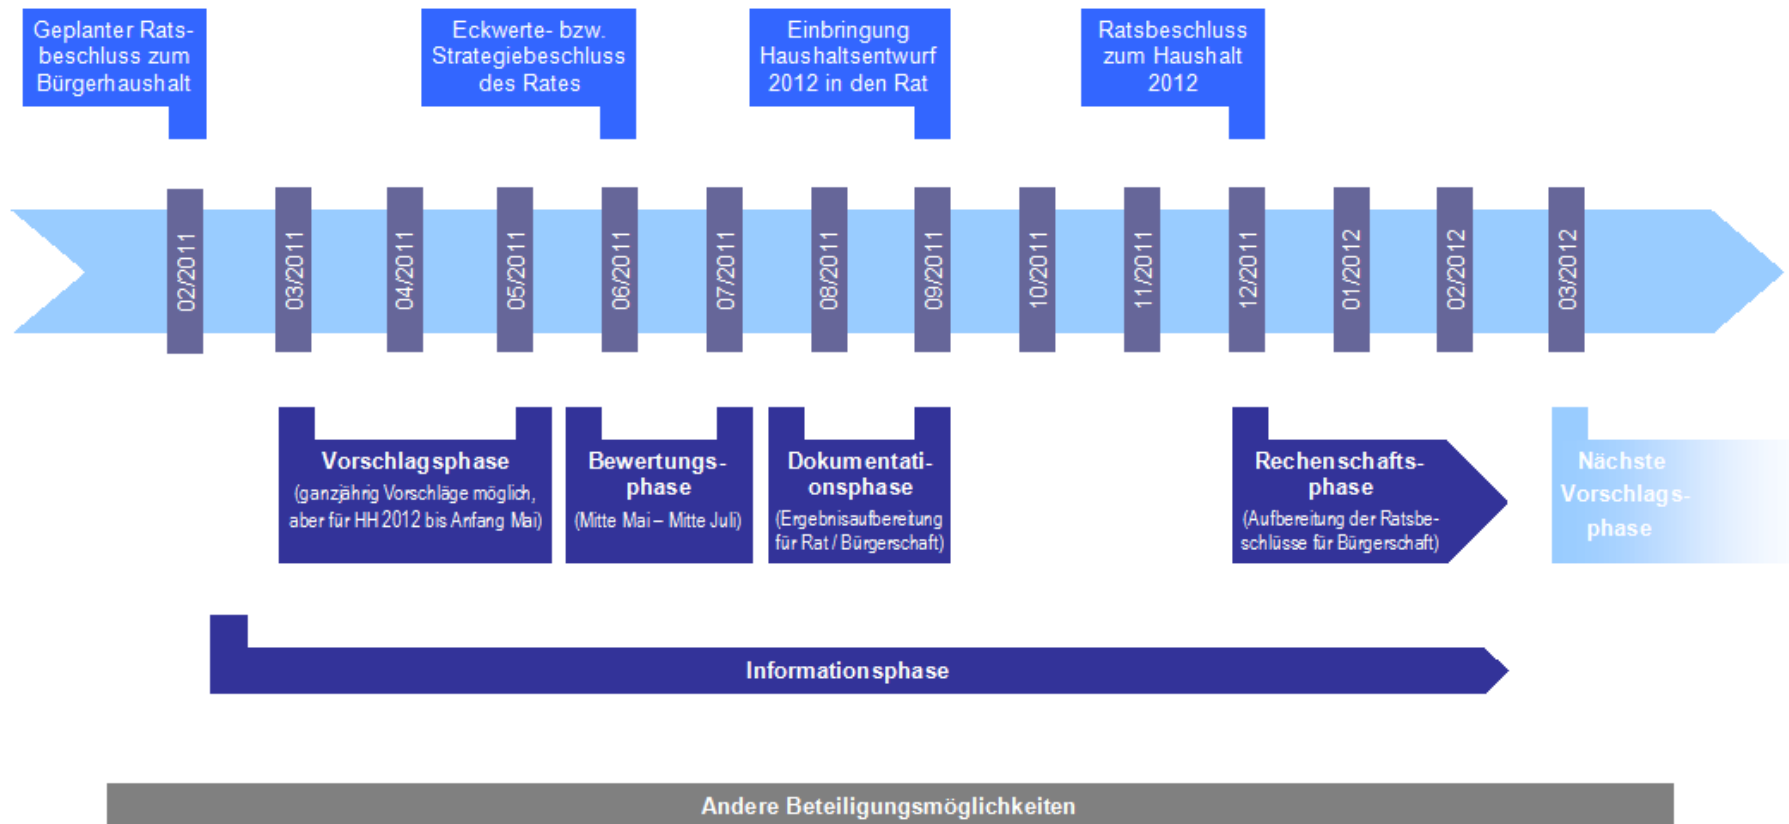 Geplanter Rats-
beschluss zum
Bürgerhaushalt
Eckwerte- bzw.
Strategiebeschluss
des Rates
Einbringung
Haushaltsentwurf
2012 in den Rat
Ratsbeschluss
zum Haushalt
2012
02/2011
03/2011
04/2011
05/2011
06/2011
07/2011
08/2011
09/2011
10/2011
11/2011
12/2011
01/2012
02/2012
03/2012
Vorschlagsphase
(ganzjährig Vorschläge möglich,
aber für HH 2012 bis Anfang Mai)
Bewertungs-
phase
(Mitte Mai – Mitte Juli)
Dokumentati-
onsphase
(Ergebnisaufbereitung
für Rat / Bürgerschaft)
Rechenschafts-
phase
(Aufbereitung der Ratsbe-
schlüsse für Bürgerschaft)
Nächste
Vorschlags-
phase
Informationsphase
Andere Beteiligungsmöglichkeiten